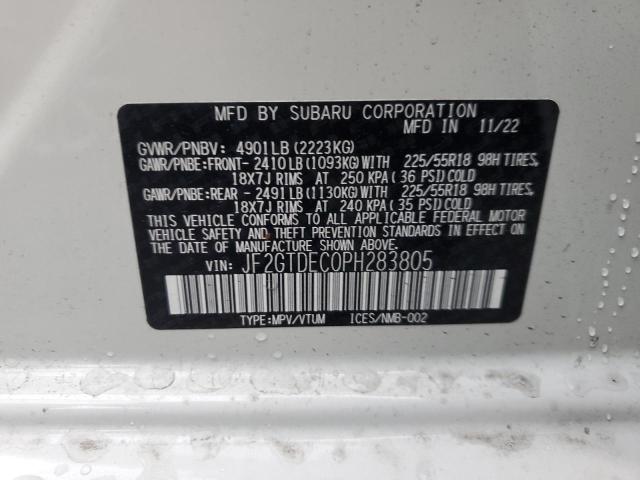 MFD BY SUBARU CORPORATION
MFD IN 11/22
GVWR/PNBV: 4901LB (2223KG)
GAWR/PNBE:FRONT- 2410LB (1093KG)WITH 225/55R18 98H TIRES,
18X7J RIMS AT 250 KPA (36 PSI)COLD
GAWR/PNBE:REAR - 2491LB (1130KG)WITH 225/55R18 98H TIRES,
18X7J RIMS AT 240 KPA (35 PSI)COLD
THIS VEHICLE CONFORMS TO ALL APPLICABLE FEDERAL MOTOR
VEHICLE SAFETY AND THEFT PREVENTION STANDARDS IN EFFECT
ON THE DATE OF MANUFACTURE SHOWN ABOVE.
VIN: JF2GTDEC0PH283805
TYPE:MPV/VTUM ICES/NMB-002